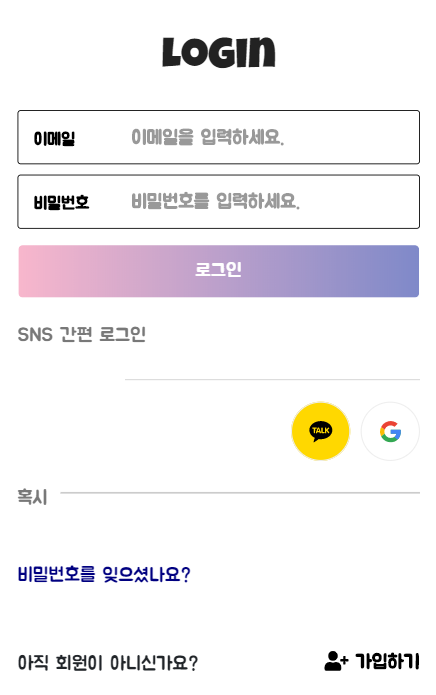 LOGIN
이메일 이메일을 입력하세요.
비밀번호 비밀번호를 입력하세요.
로그인
SNS 간편 로그인
TALK
혹시
비밀번호를 잊으셨나요?
아직 회원이 아니신가요? 가입하기